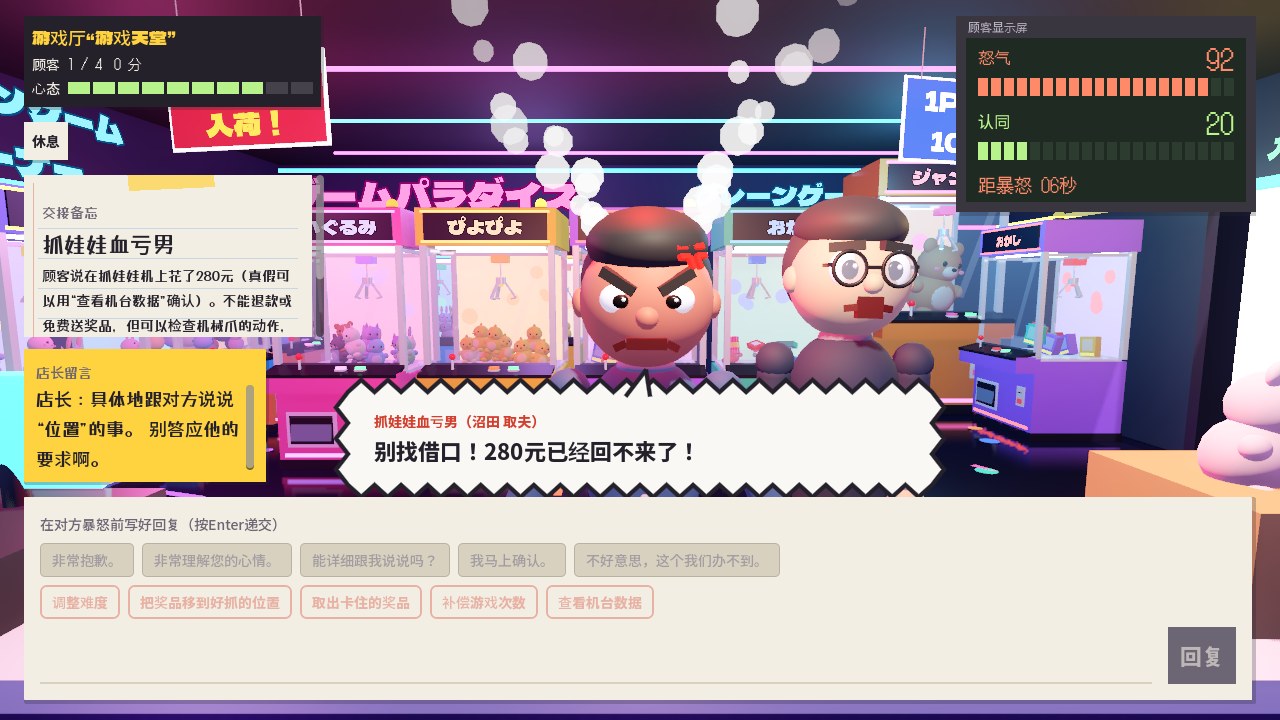 游戏厅“游戏天堂”
顾客 1/4 0分
心态
休息
入荷！
交接备忘
抓娃娃血亏男
顾客说在抓娃娃机上花了280元（真假可
以用“查看机台数据”确认）。不能退款或
免费送奖品，但可以检查机械爪的动作，
店长留言
店长：具体地跟对方说说
“位置”的事。 别答应他的
要求啊。
顾客显示屏
怒气 92
认同 20
距暴怒 06秒
1P
10
ジャン
ームパラダイス
レーンゲー
ぐるみ
ぴよぴよ
おか
おかし
抓娃娃血亏男（沼田 取夫）
别找借口！280元已经回不来了！
在对方暴怒前写好回复（按Enter递交）
非常抱歉。 非常理解您的心情。 能详细跟我说说吗？ 我马上确认。 不好意思，这个我们办不到。
调整难度 把奖品移到好抓的位置 取出卡住的奖品 补偿游戏次数 查看机台数据
回复